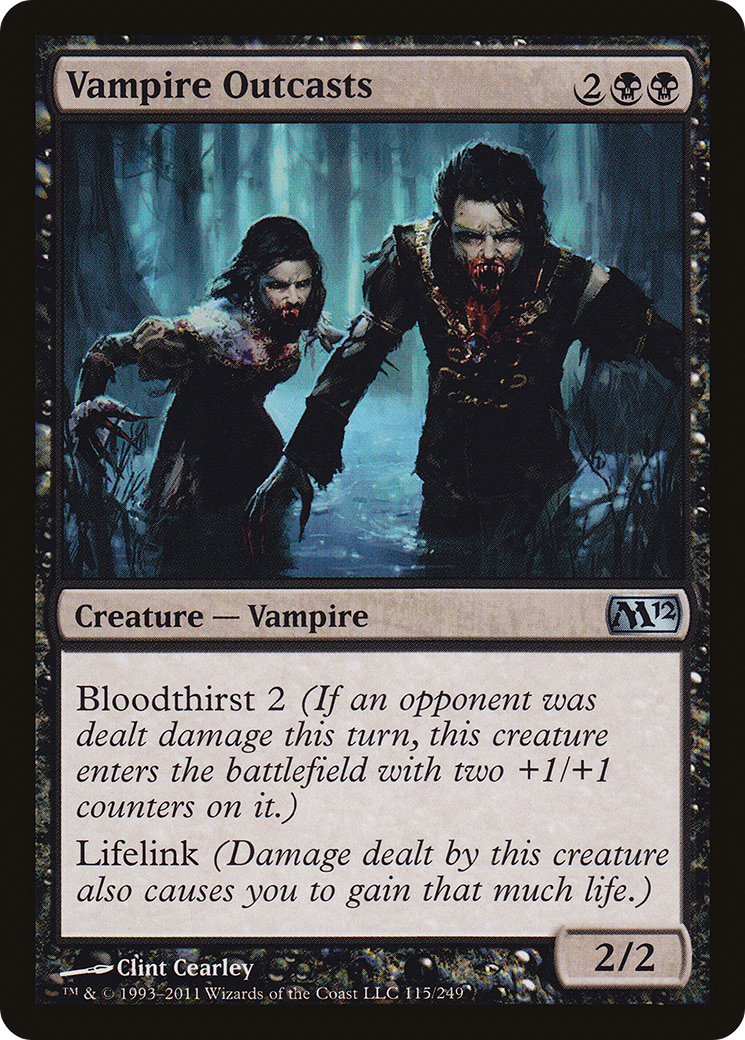 Vampire Outcasts 2
Creature — Vampire M12
Bloodthirst 2 (If an opponent was
dealt damage this turn, this creature
enters the battlefield with two +1/+1
counters on it.)
Lifelink (Damage dealt by this creature
also causes you to gain that much life.)
2/2
Clint Cearley
™ & © 1993–2011 Wizards of the Coast LLC 115/249